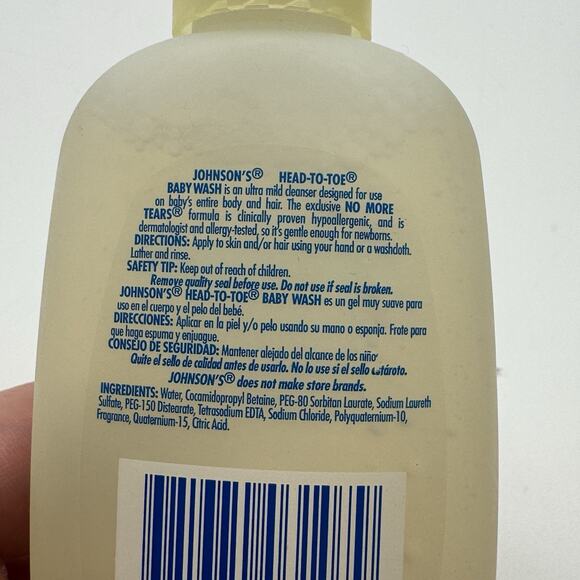 JOHNSON'S® HEAD-TO-TOE®
BABY WASH is an ultra mild cleanser designed for use
on baby's entire body and hair. The exclusive NO MORE
TEARS® formula is clinically proven hypoallergenic, and is
dermatologist and allergy-tested, so it's gentle enough for newborns.
DIRECTIONS: Apply to skin and/or hair using your hand or a washcloth.
Lather and rinse.
SAFETY TIP: Keep out of reach of children.
Remove quality seal before use. Do not use if seal is broken.
JOHNSON'S® HEAD-TO-TOE® BABY WASH es un gel muy suave para
uso en el cuerpo y el pelo del bebé.
DIRECCIONES: Aplicar en la piel y/o pelo usando su mano o esponja. Frote para
que haga espuma y enjuague.
CONSEJO DE SEGURIDAD: Mantener alejado del alcance de los niño
Quite el sello de calidad antes de usarlo. No lo use si el sello
JOHNSON'S® does not make store brands.
INGREDIENTS: Water, Cocamidopropyl Betaine, PEG-80 Sorbitan Laurate, Sodium Laureth
Sulfate, PEG-150 Distearate, Tetrasodium EDTA, Sodium Chloride, Polyquaternium-10,
Fragrance, Quaternium-15, Citric Acid.